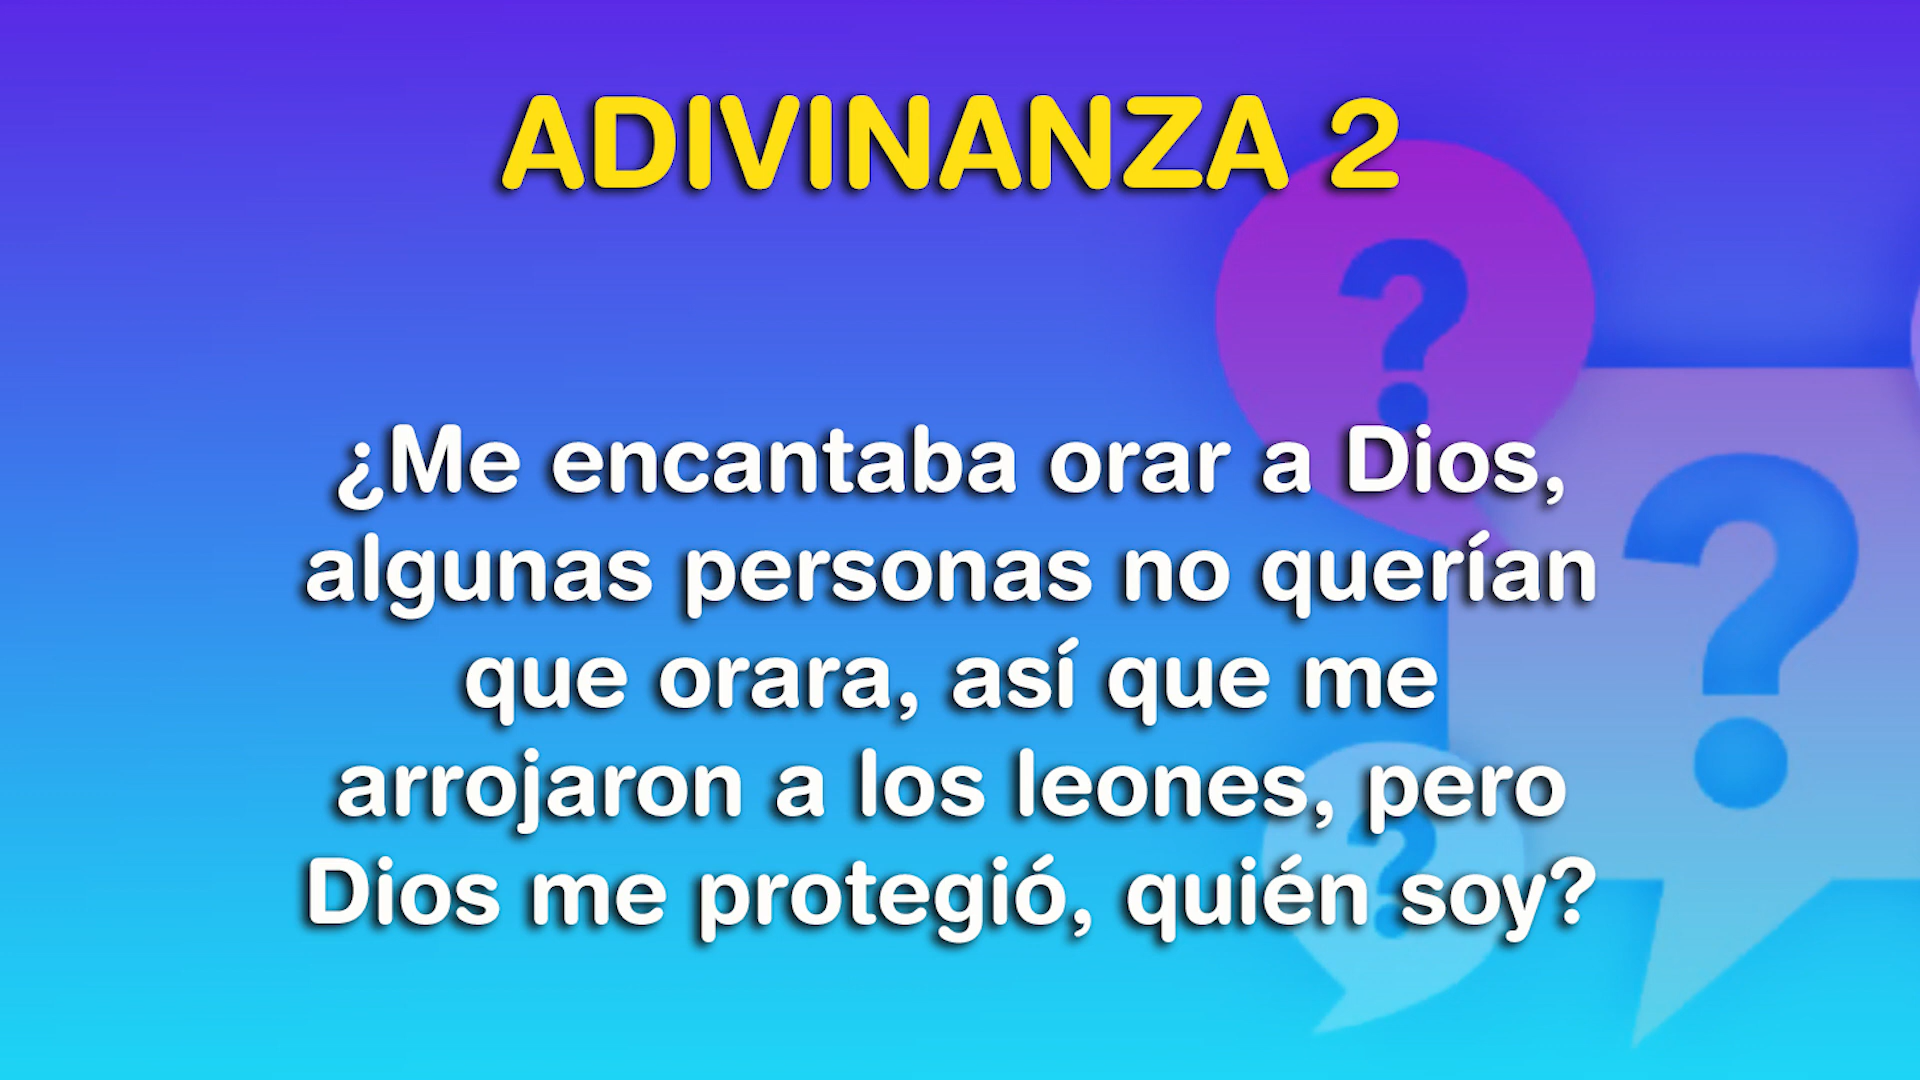 ADIVINANZA 2
¿Me encantaba orar a Dios,
algunas personas no querían
que orara, así que me
arrojaron a los leones, pero
Dios me protegió, quién soy?